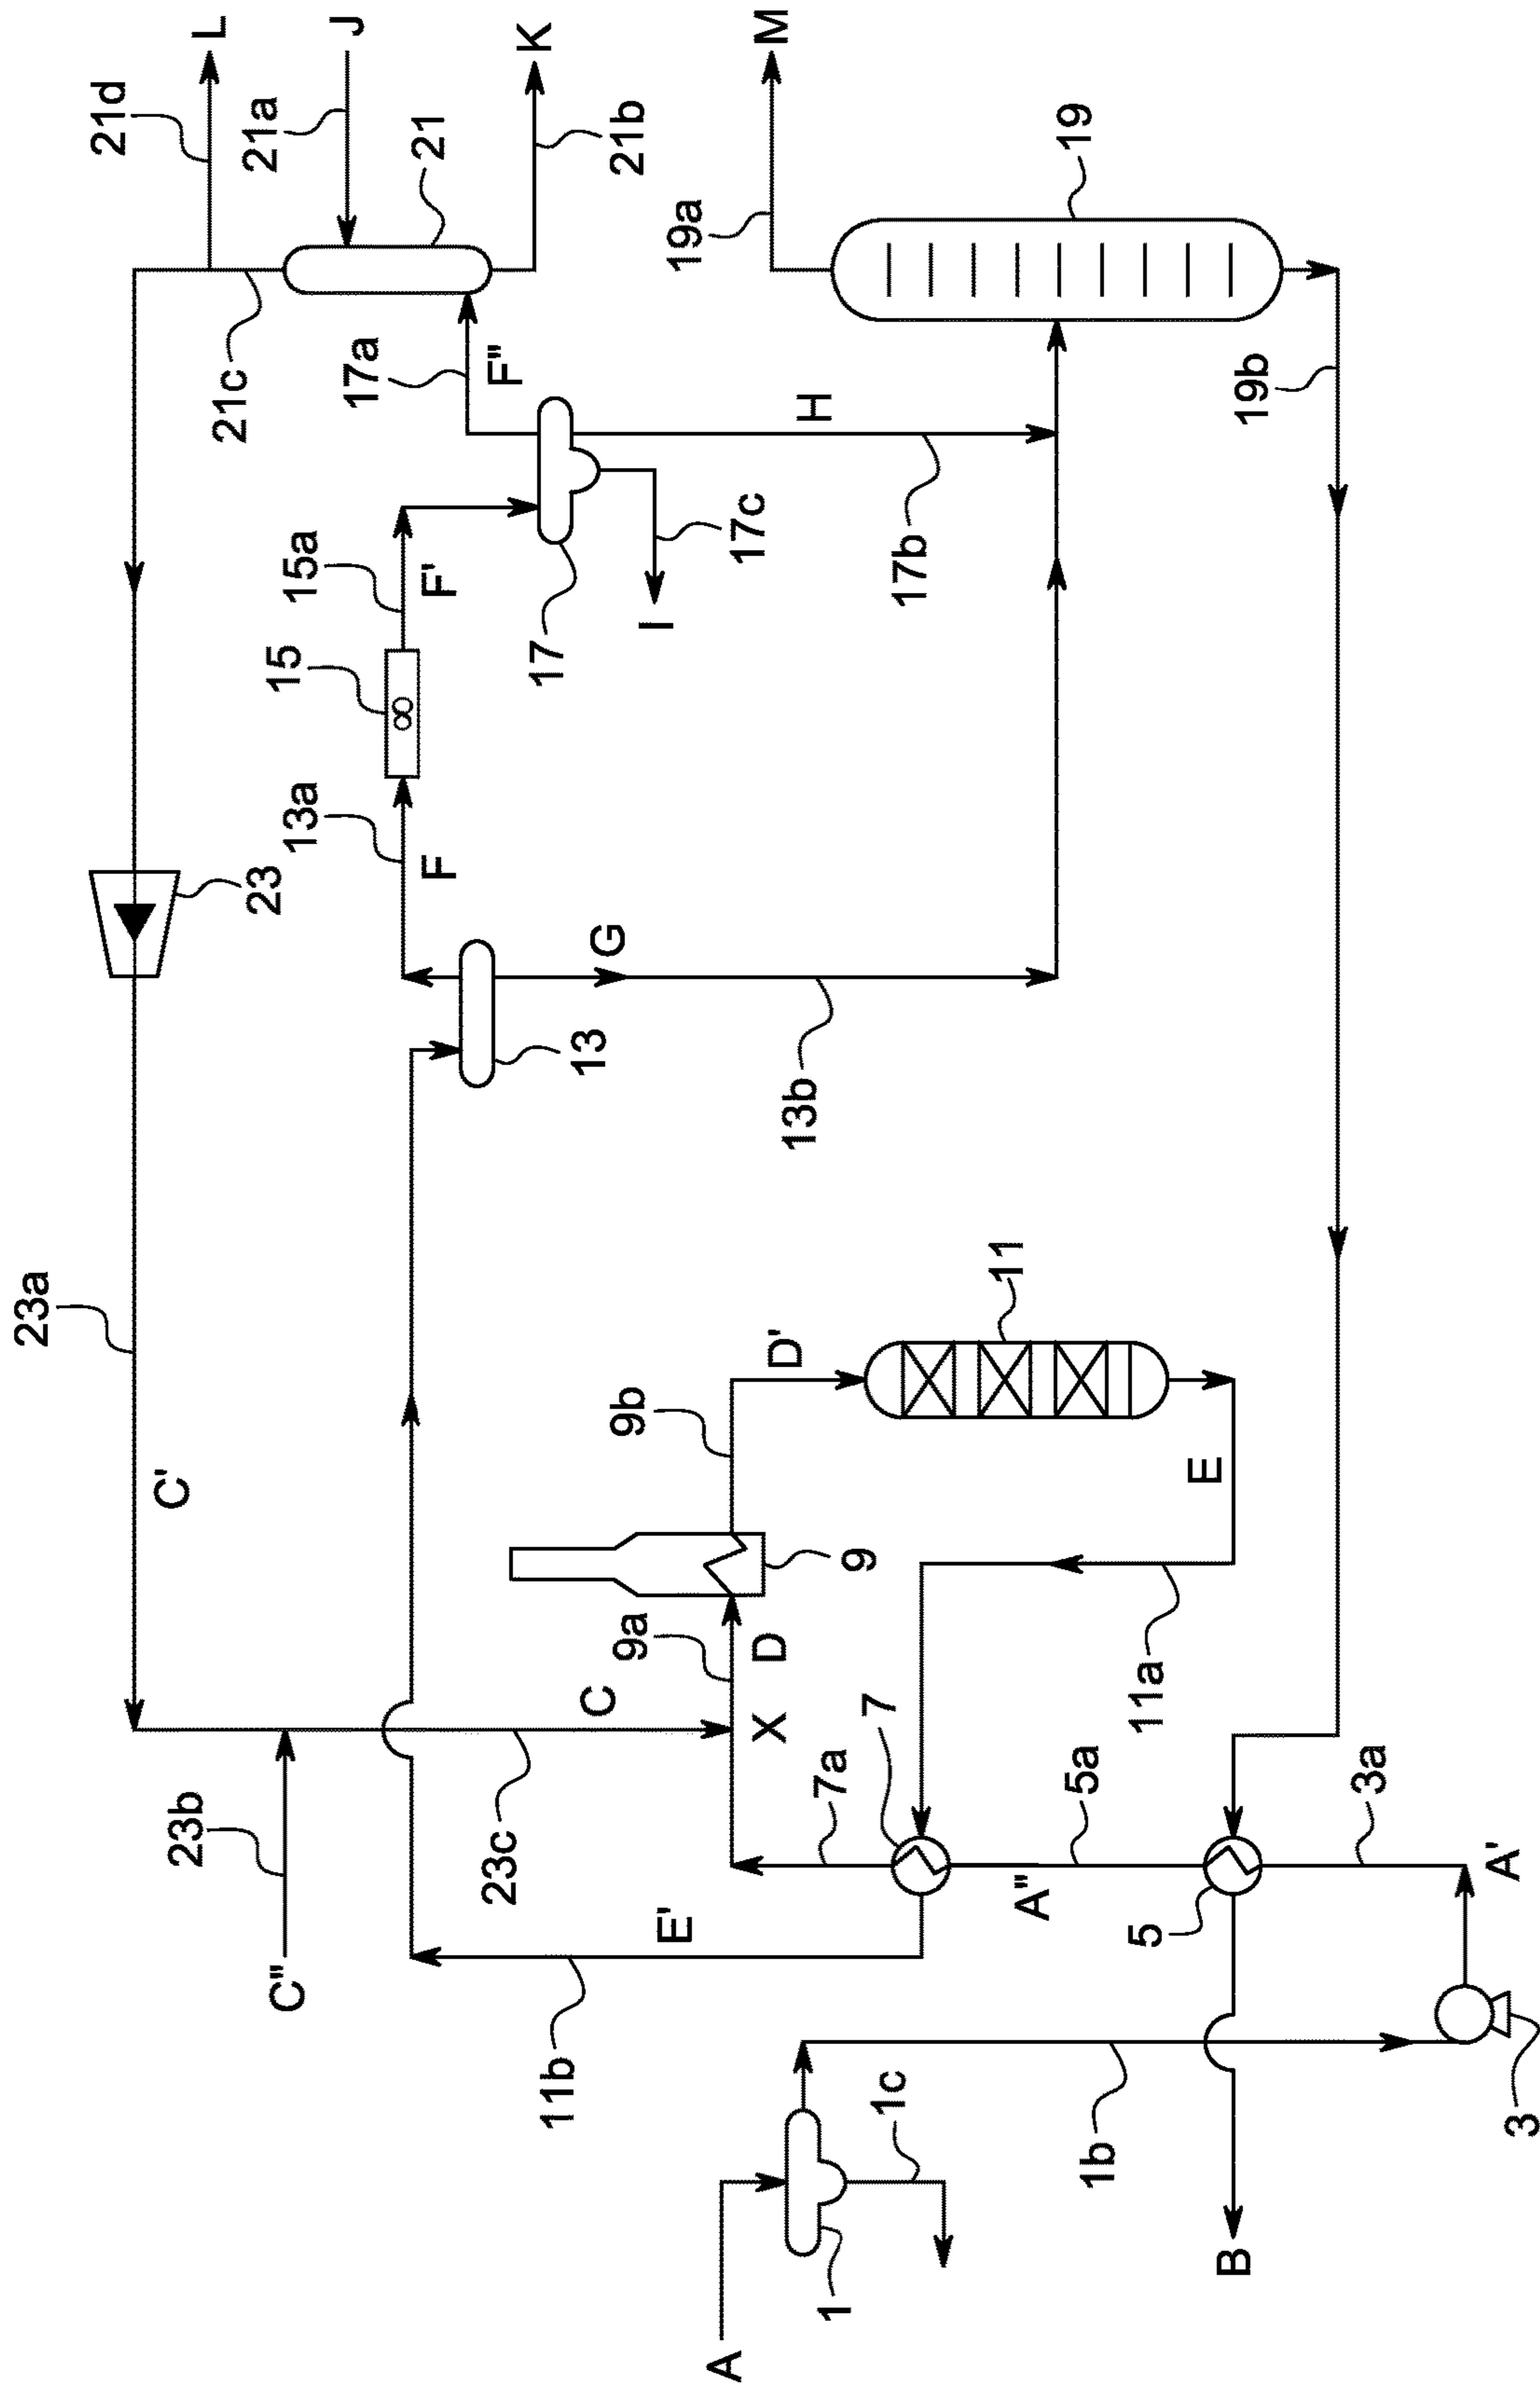 23a
C'
23
21c
21d
L
21a
J
21
21b
K
C"
23b
23c
C
13a
F
15
15a
F'
17a
F"
17
17c
I
H
17b
13
G
13b
11b
E'
7a
7
X
9a
D
9
9b
D'
11
E
11a
A"
5a
5
3a
A'
3
A
1
1c
1b
B
19a
M
19
19b